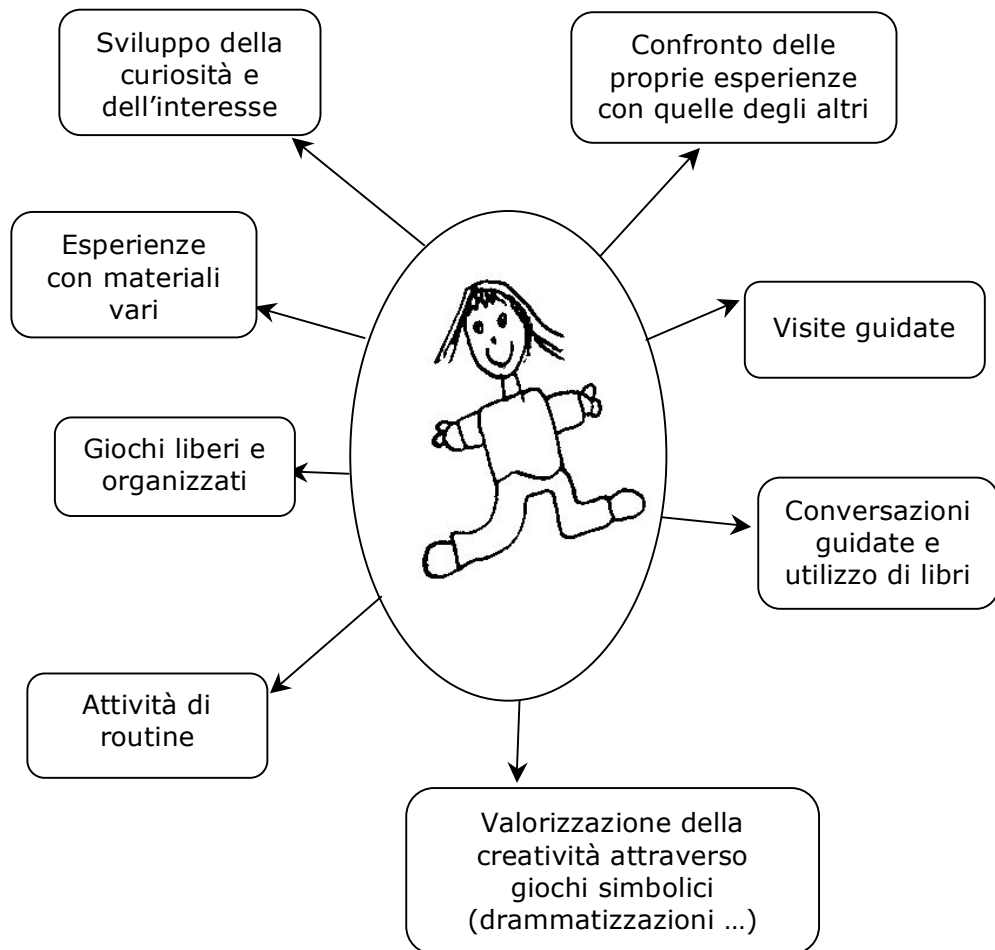 Sviluppo della
curiosità e
dell’interesse
Confronto delle
proprie esperienze
con quelle degli altri
Esperienze
con materiali
vari
Visite guidate
Giochi liberi e
organizzati
Conversazioni
guidate e
utilizzo di libri
Attività di
routine
Valorizzazione della
creatività attraverso
giochi simbolici
(drammatizzazioni …)